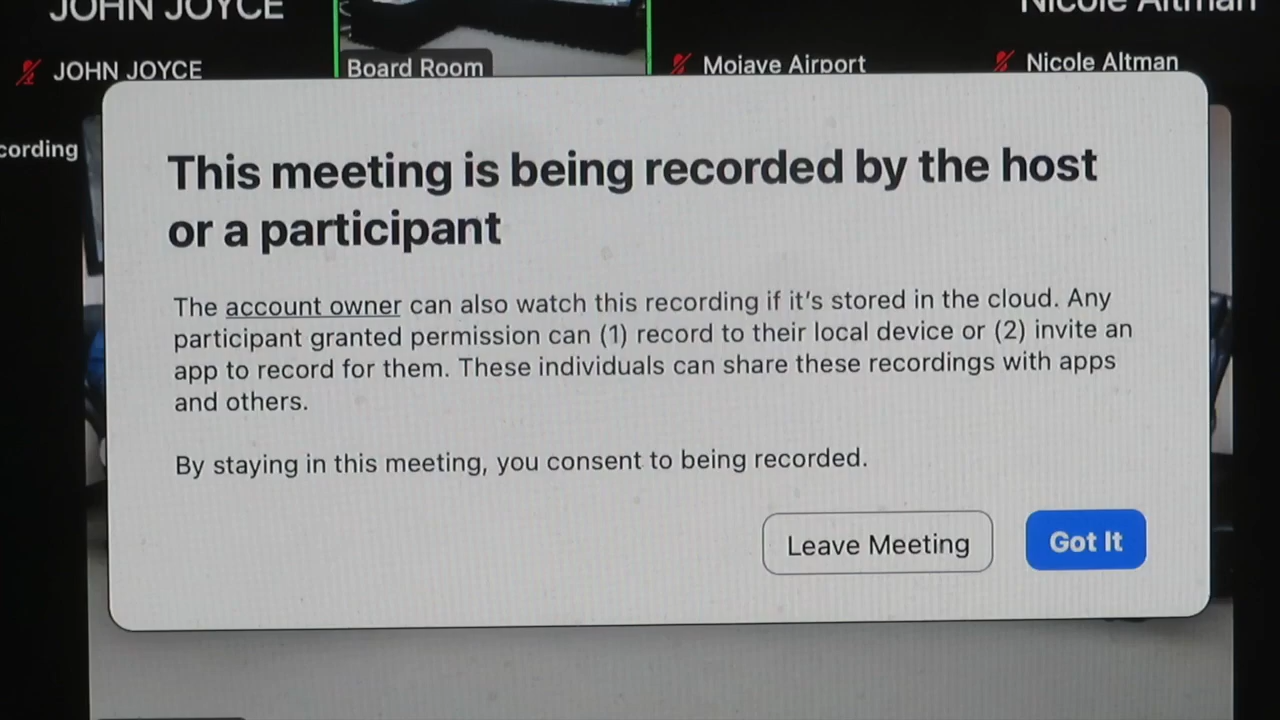 JOHN JOYCE
Nicole Altman
JOHN JOYCE
Board Room
Mojave Airport
Nicole Altman
cording
This meeting is being recorded by the host
or a participant
The account owner can also watch this recording if it's stored in the cloud. Any
participant granted permission can (1) record to their local device or (2) invite an
app to record for them. These individuals can share these recordings with apps
and others.
By staying in this meeting, you consent to being recorded.
Leave Meeting
Got It